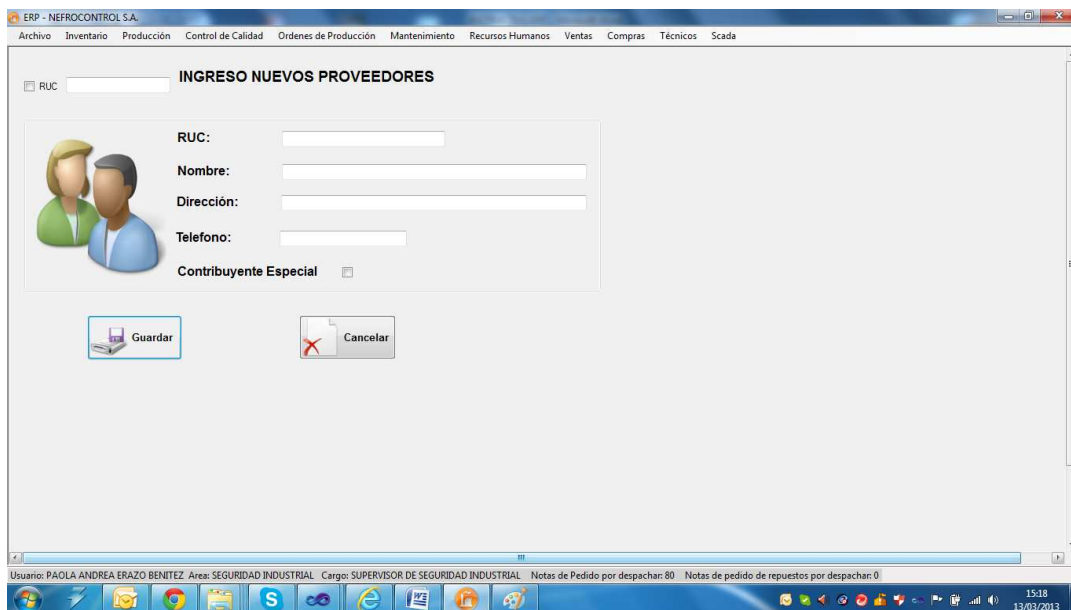 ERP - NEFROCONTROL S.A.
Archivo Inventario Producción Control de Calidad Ordenes de Producción Mantenimiento Recursos Humanos Ventas Compras Técnicos Scada
RUC INGRESO NUEVOS PROVEEDORES
RUC:
Nombre:
Dirección:
Telefono:
Contribuyente Especial
Guardar Cancelar
Usuario: PAOLA ANDREA ERAZO BENITEZ Area: SEGURIDAD INDUSTRIAL Cargo: SUPERVISOR DE SEGURIDAD INDUSTRIAL Notas de Pedido por despachar: 80 Notas de pedido de repuestos por despachar: 0
15:18
13/03/2013